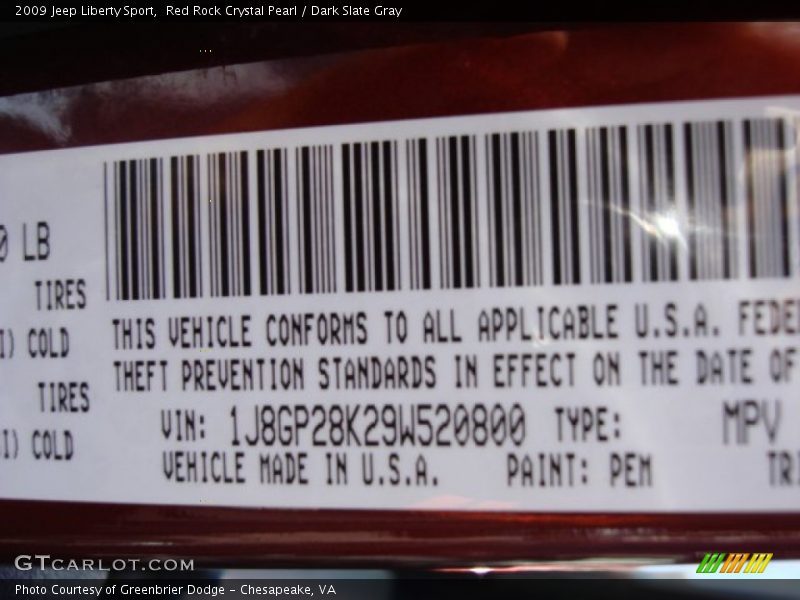 2009 Jeep Liberty Sport,  Red Rock Crystal Pearl / Dark Slate Gray
LB
TIRES
COLD
TIRES
COLD
THIS VEHICLE CONFORMS TO ALL APPLICABLE U.S.A.
THEFT PREVENTION STANDARDS IN EFFECT ON THE DATE OF
VIN: 1J8GP28K29W520800 TYPE: MPV
VEHICLE MADE IN U.S.A. PAINT: PEM
GTCARLOT.COM
Photo Courtesy of Greenbrier Dodge - Chesapeake, VA